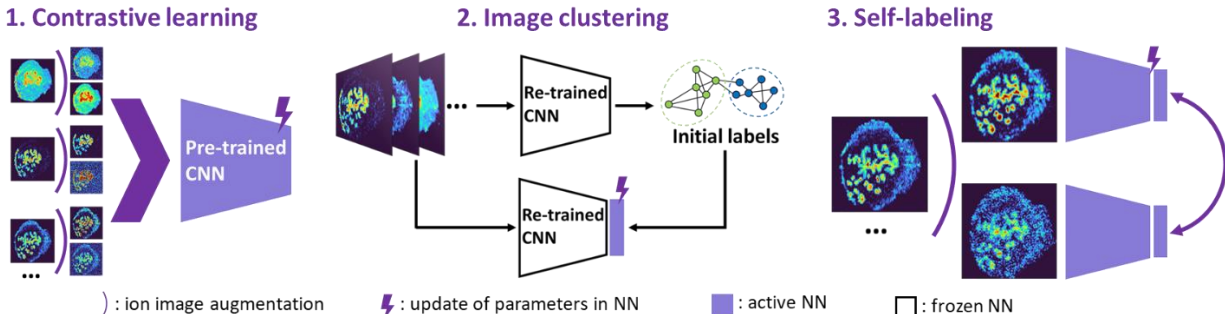 1. Contrastive learning
2. Image clustering
3. Self-labeling
Pre-trained
CNN
...
...
Re-trained
CNN
Initial labels
Re-trained
CNN
...
) : ion image augmentation
: update of parameters in NN
: active NN
: frozen NN